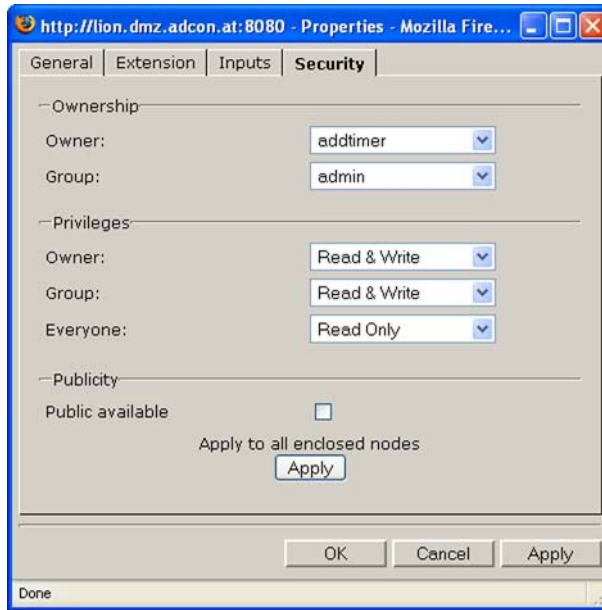 http://lion.dmz.adcon.at:8080 - Properties - Mozilla Fire...
General Extension Inputs Security
Ownership
Owner: addtimer
Group: admin
Privileges
Owner: Read & Write
Group: Read & Write
Everyone: Read Only
Publicity
Public available
Apply to all enclosed nodes
Apply
OK Cancel Apply
Done